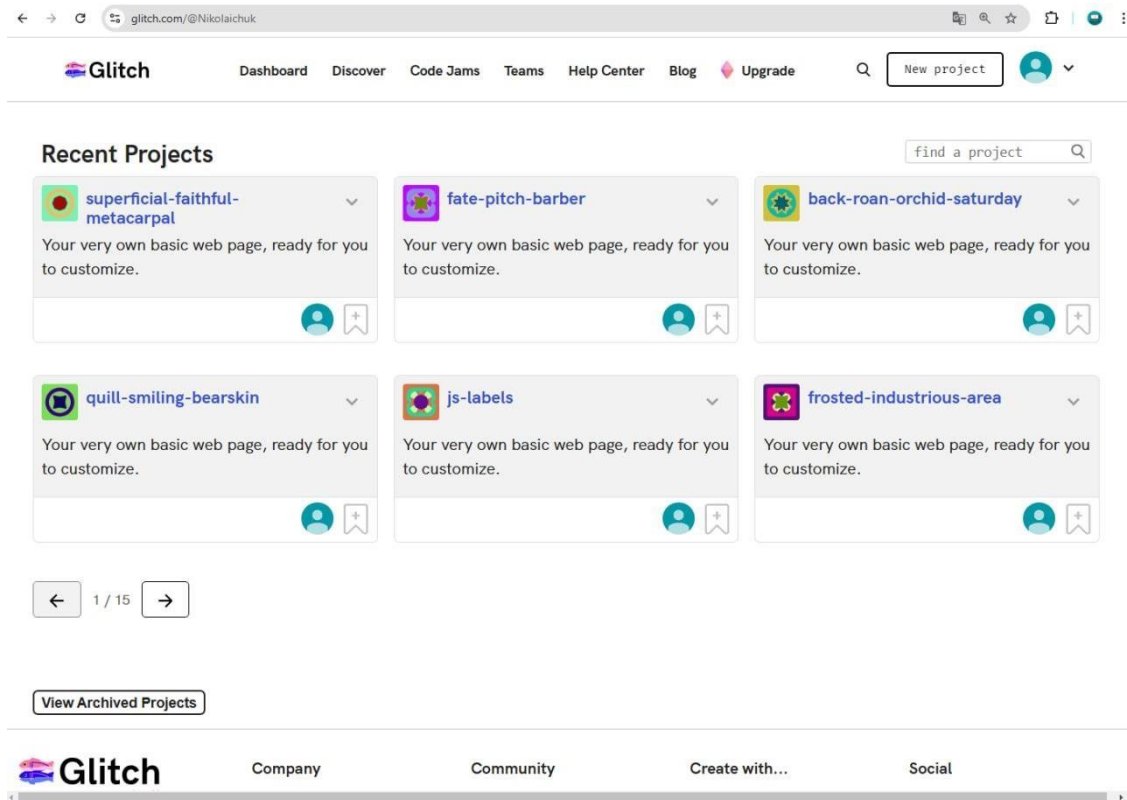 glitch.com/@Nikolaichuk
Glitch
Dashboard Discover Code Jams Teams Help Center Blog Upgrade New project
Recent Projects
find a project
superficial-faithful-
metacarpal
Your very own basic web page, ready for you
to customize.
fate-pitch-barber
Your very own basic web page, ready for you
to customize.
back-roan-orchid-saturday
Your very own basic web page, ready for you
to customize.
quill-smiling-bearskin
Your very own basic web page, ready for you
to customize.
js-labels
Your very own basic web page, ready for you
to customize.
frosted-industrious-area
Your very own basic web page, ready for you
to customize.
1 / 15
View Archived Projects
Glitch
Company Community Create with... Social